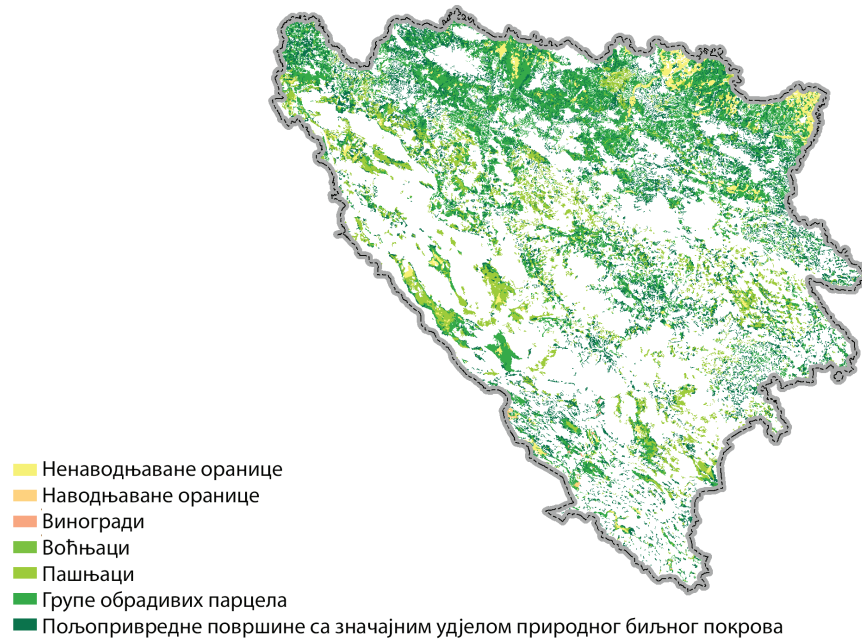 Ненаводњаване оранице
Наводњаване оранице
Виногради
Воћњаци
Пашњаци
Групе обрадивих парцела
Пољопривредне површине са значајним удјелом природног биљног покрова